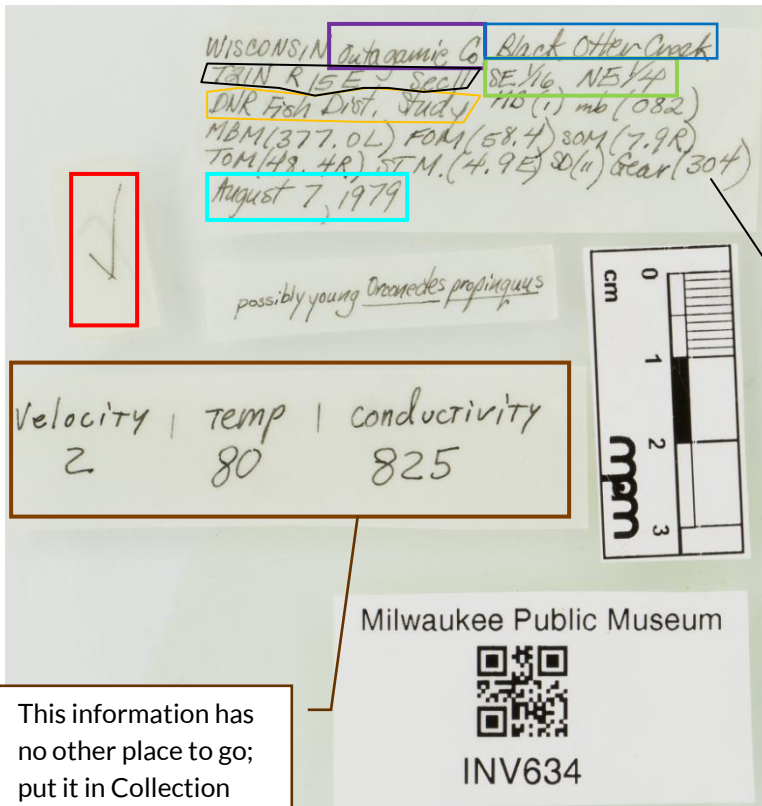 WISCONSIN Outagamie Co Black Otter Creek
T21N R 15 E, Sec11 SE1/16 NE1/4
DNR Fish Dist. Study HB(1) mb(082)
MBM(377.0L) FOM(58.4) SOM(7.9R)
TOM(48.4R) STM.(4.9E) SD(11) Gear(304)
August 7, 1979
possibly young Orconectes propinquus
Velocity | Temp | Conductivity
2 80 825
cm
0
1
2
3
mpm
Milwaukee Public Museum
INV634
This information has
no other place to go;
put it in Collection